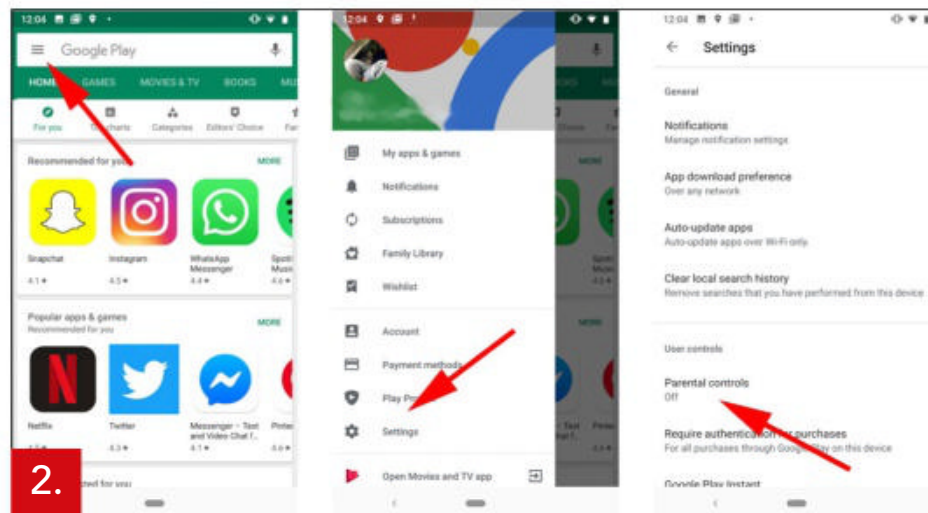 12:04
Google Play
HOME GAMES MOVIES & TV BOOKS
For you Categories Editors' Choice
Recommended for you MORE
Snapchat Instagram WhatsApp
Messenger
4.1★ 4.5★ 4.4★ 4.6★
Popular apps & games MORE
Recommended for you
Netflix Twitter Messenger – Text
and Video Chat f...
4.3★ 4.1★ 4.6★
2.
12:04
My apps & games
Notifications
Subscriptions
Family Library
Wishlist
Account
Payment methods
Settings
Open Movies and TV app
12:04
Settings
General
Notifications
Manage notification settings
App download preference
Over any network
Auto-update apps
Auto-update apps over Wi-Fi only
Clear local search history
Remove searches that you have performed from this device
User controls
Parental controls
Off
Require authentication for purchases
For all purchases through Google Play on this device
Google Play Instant